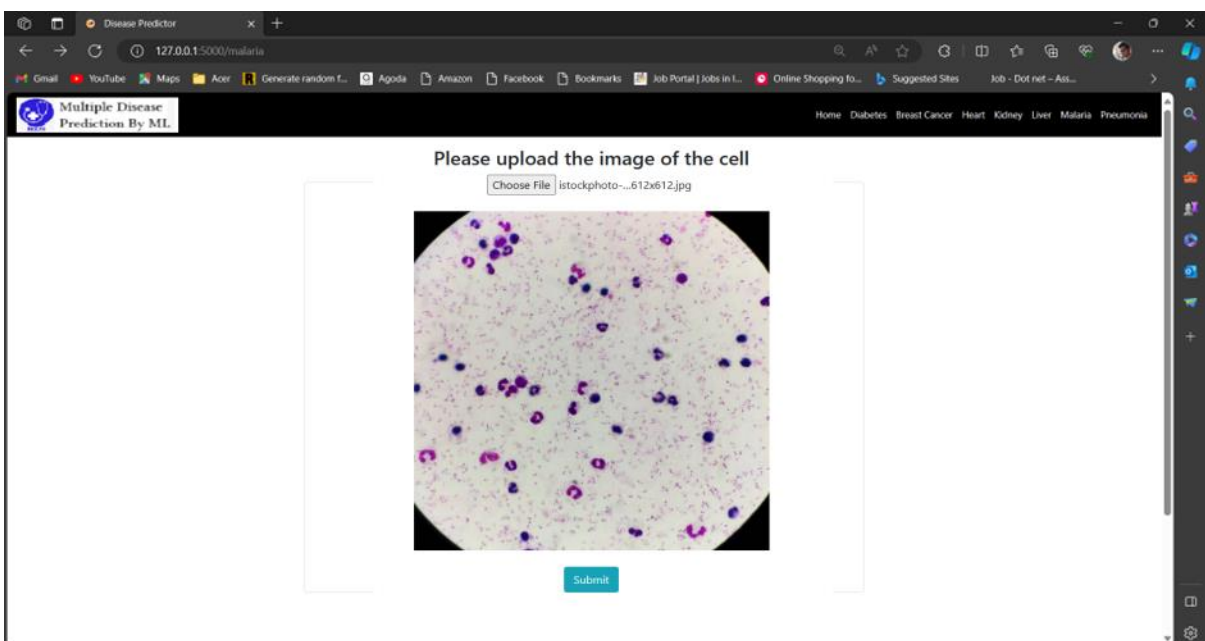 Disease Predictor
127.0.0.1:5000/malaria
Gmail YouTube Maps Acer Generate random f... Agoda Amazon Facebook Bookmarks Job Portal | Jobs in I... Online Shopping fo... Suggested Sites Job - Dot net – Ass...
Multiple Disease
Prediction By ML
Home Diabetes Breast Cancer Heart Kidney Liver Malaria Pneumonia
Please upload the image of the cell
Choose File istockphoto-...612x612.jpg
Submit